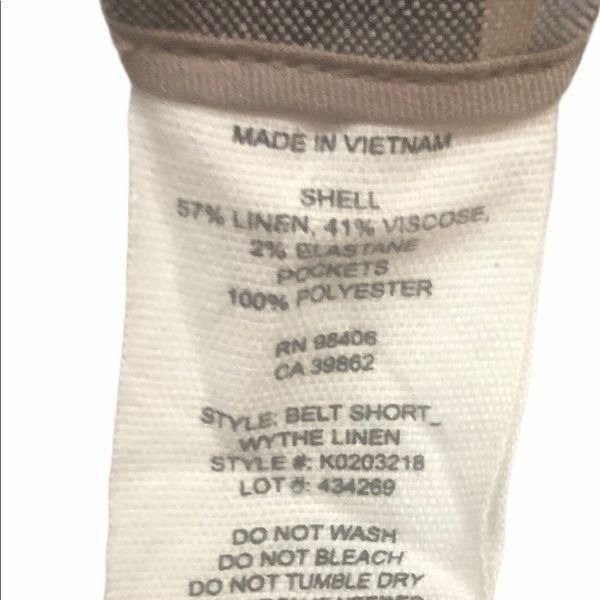 MADE IN VIETNAM
SHELL
57% LINEN, 41% VISCOSE,
2% ELASTANE
POCKETS
100% POLYESTER
RN 98406
CA 39862
STYLE: BELT SHORT_
WYTHE LINEN
STYLE #: K0203218
LOT #: 434269
DO NOT WASH
DO NOT BLEACH
DO NOT TUMBLE DRY